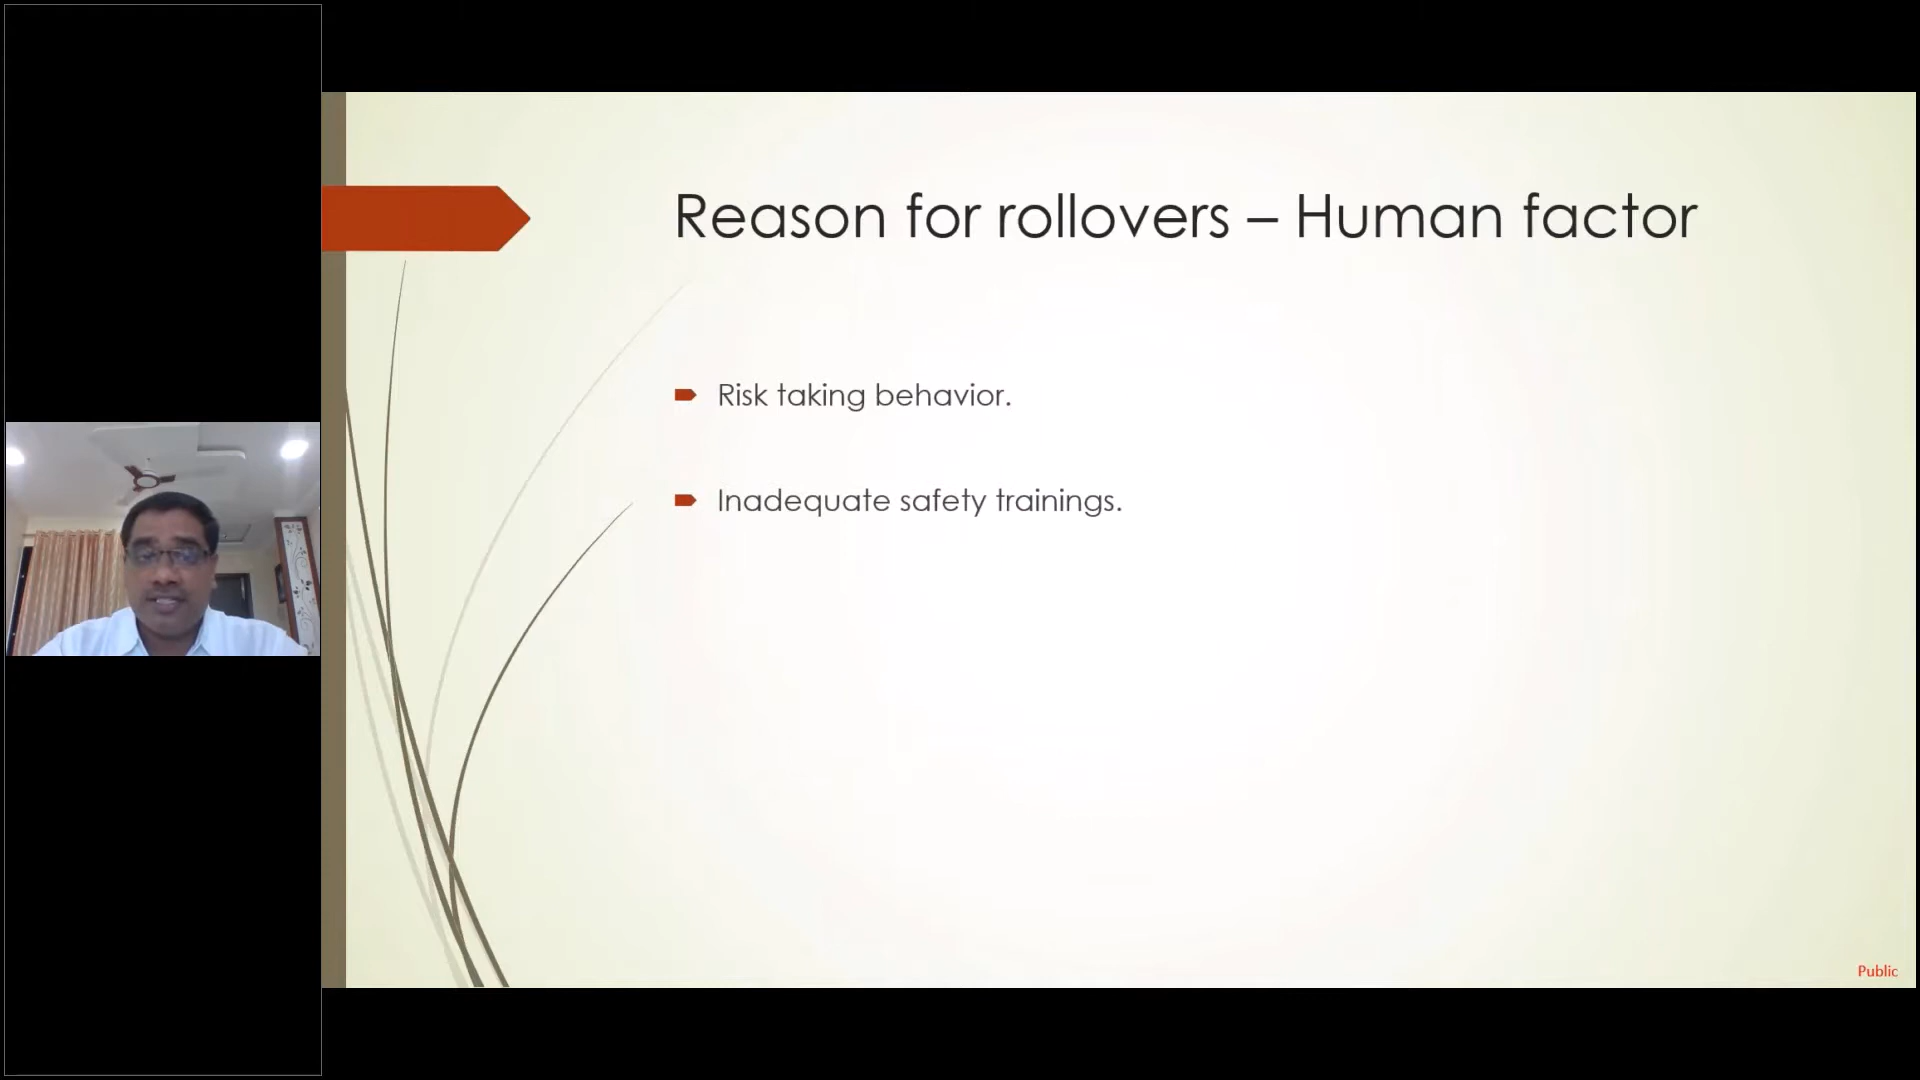 Reason for rollovers – Human factor
Risk taking behavior.
Inadequate safety trainings.
Public